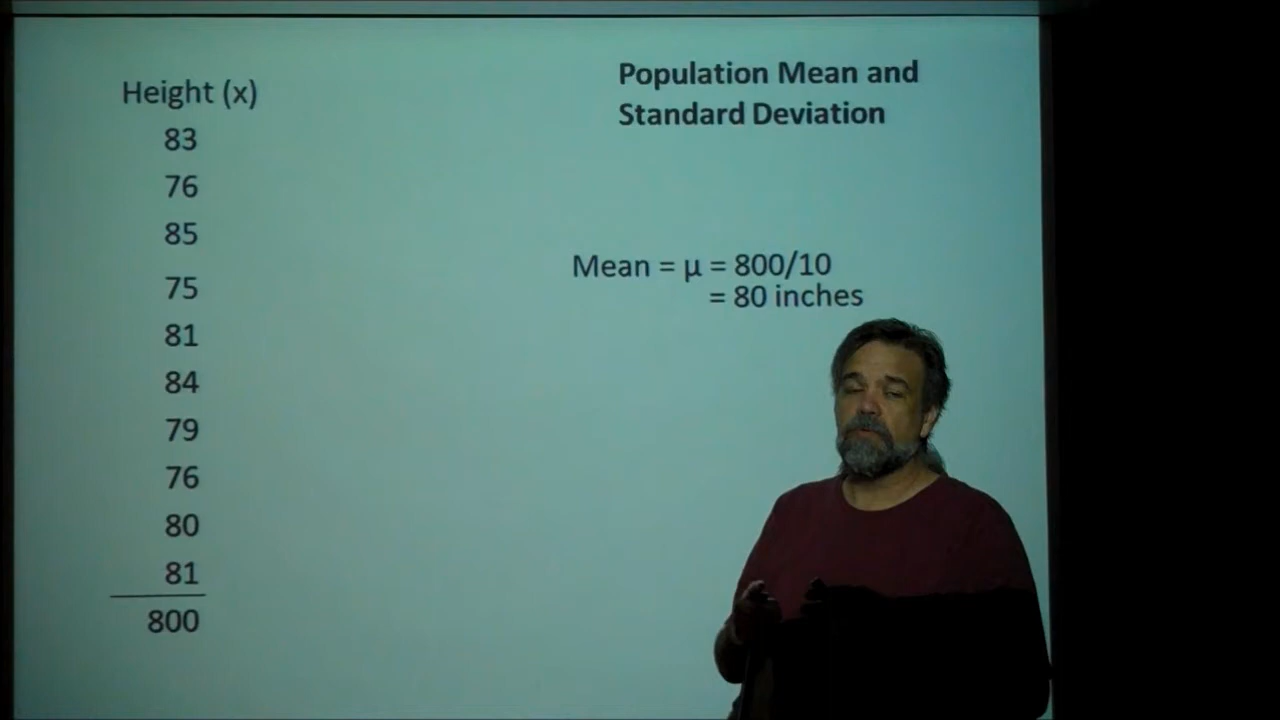 Height (x)
83
76
85
75
81
84
79
76
80
81
800
Population Mean and
Standard Deviation
Mean = μ = 800/10
= 80 inches